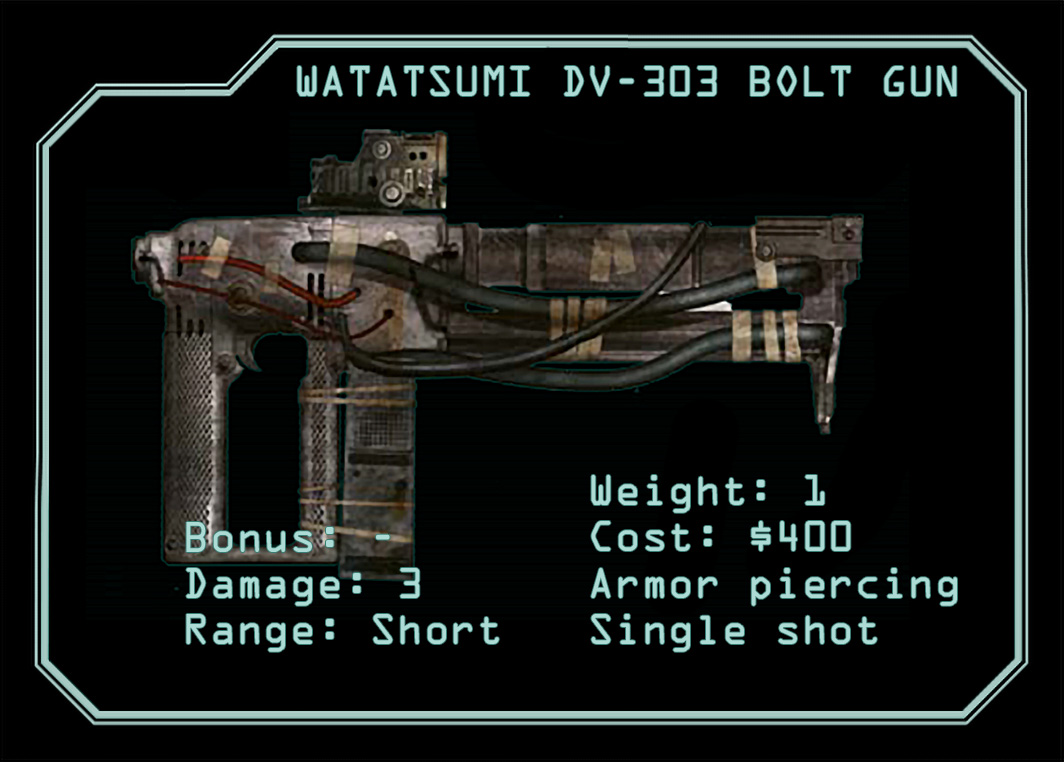 WATATSUMI DV-303 BOLT GUN
Bonus: -
Damage: 3
Range: Short
Weight: 1
Cost: $400
Armor piercing
Single shot